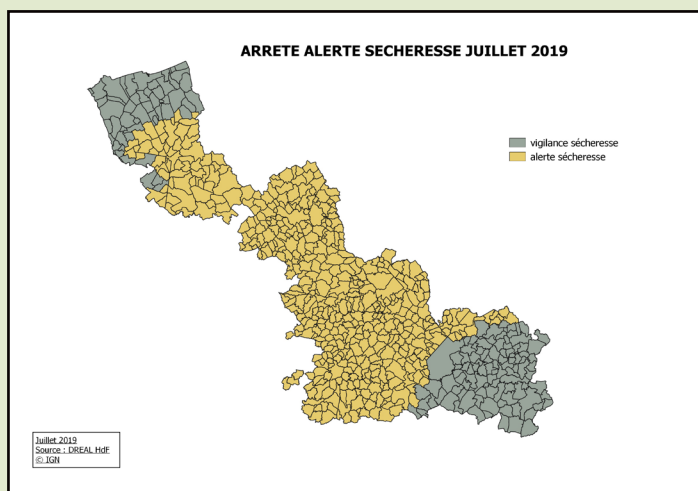 ARRETE ALERTE SECHERESSE JUILLET 2019
vigilance sécheresse
alerte sécheresse
Juillet 2019
Source : DREAL HdF
© IGN